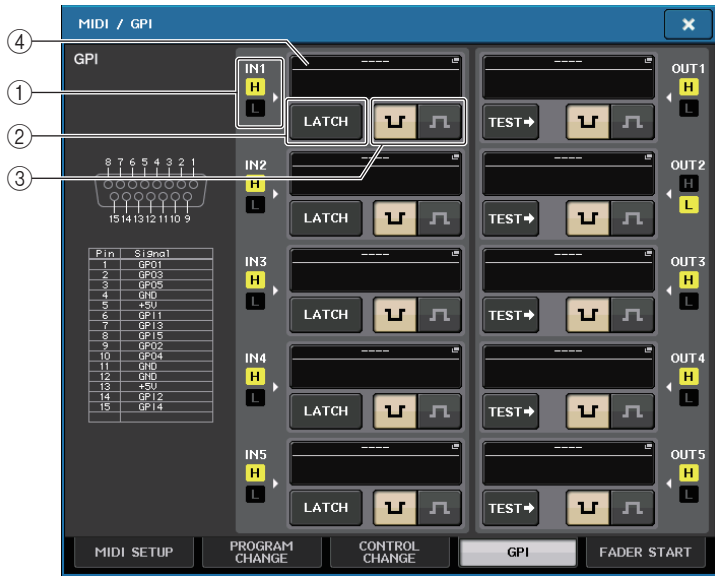 MIDI / GPI
GPI
④
①
②
③
8 7 6 5 4 3 2 1
15 14 13 12 11 10 9
Pin Signal
1 GPO1
2 GPO3
3 GPO5
4 GND
5 +5V
6 GPI1
7 GPI3
8 GPI5
9 GPO2
10 GPO4
11 GND
12 GND
13 +5V
14 GPI2
15 GPI4
IN1
H
L
----
LATCH
----
TEST
OUT1
H
L
IN2
H
L
----
LATCH
----
TEST
OUT2
H
L
IN3
H
L
----
LATCH
----
TEST
OUT3
H
L
IN4
H
L
----
LATCH
----
TEST
OUT4
H
L
IN5
H
L
----
LATCH
----
TEST
OUT5
H
L
MIDI SETUP
PROGRAM
CHANGE
CONTROL
CHANGE
GPI
FADER START